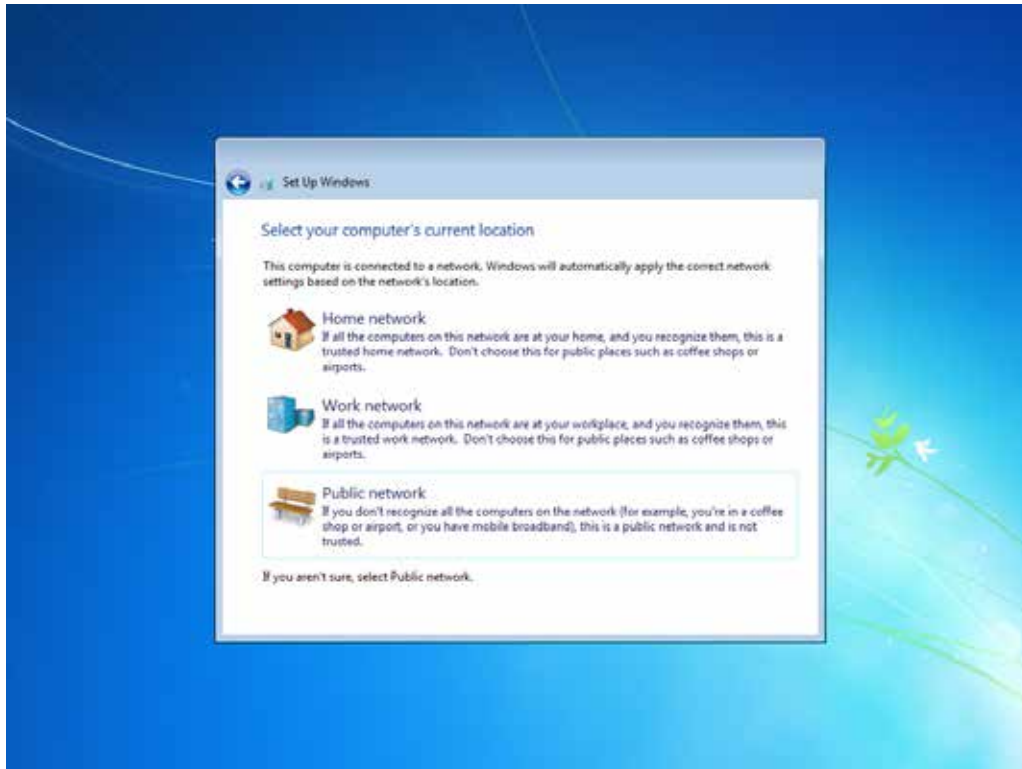 Set Up Windows
Select your computer's current location
This computer is connected to a network. Windows will automatically apply the correct network
settings based on the network's location.
Home network
If all the computers on this network are at your home, and you recognize them, this is a
trusted home network.  Don't choose this for public places such as coffee shops or
airports.
Work network
If all the computers on this network are at your workplace, and you recognize them, this
is a trusted work network.  Don't choose this for public places such as coffee shops or
airports.
Public network
If you don't recognize all the computers on the network (for example, you're in a coffee
shop or airport, or you have mobile broadband), this is a public network and is not
trusted.
If you aren't sure, select Public network.